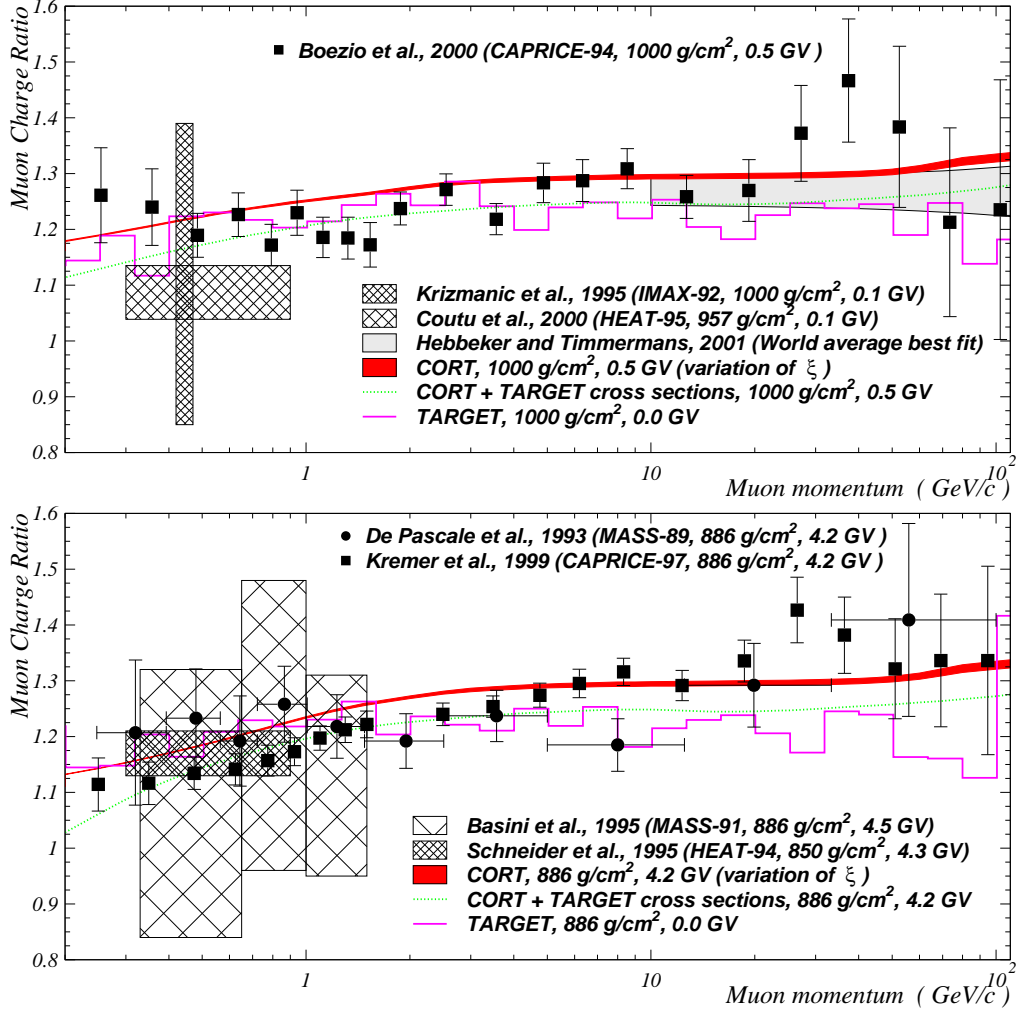 Muon Charge Ratio
1.6
1.5
1.4
1.3
1.2
1.1
1
0.9
0.8
Boezio et al., 2000 (CAPRICE-94, 1000 g/cm², 0.5 GV )
Krizmanic et al., 1995 (IMAX-92, 1000 g/cm², 0.1 GV)
Coutu et al., 2000 (HEAT-95, 957 g/cm², 0.1 GV)
Hebbeker and Timmermans, 2001 (World average best fit)
CORT, 1000 g/cm², 0.5 GV (variation of ξ )
CORT + TARGET cross sections, 1000 g/cm², 0.5 GV
TARGET, 1000 g/cm², 0.0 GV
1 10 10²
Muon momentum ( GeV/c )
Muon Charge Ratio
1.6
1.5
1.4
1.3
1.2
1.1
1
0.9
0.8
De Pascale et al., 1993 (MASS-89, 886 g/cm², 4.2 GV )
Kremer et al., 1999 (CAPRICE-97, 886 g/cm², 4.2 GV )
Basini et al., 1995 (MASS-91, 886 g/cm², 4.5 GV)
Schneider et al., 1995 (HEAT-94, 850 g/cm², 4.3 GV)
CORT, 886 g/cm², 4.2 GV (variation of ξ )
CORT + TARGET cross sections, 886 g/cm², 4.2 GV
TARGET, 886 g/cm², 0.0 GV
1 10 10²
Muon momentum ( GeV/c )